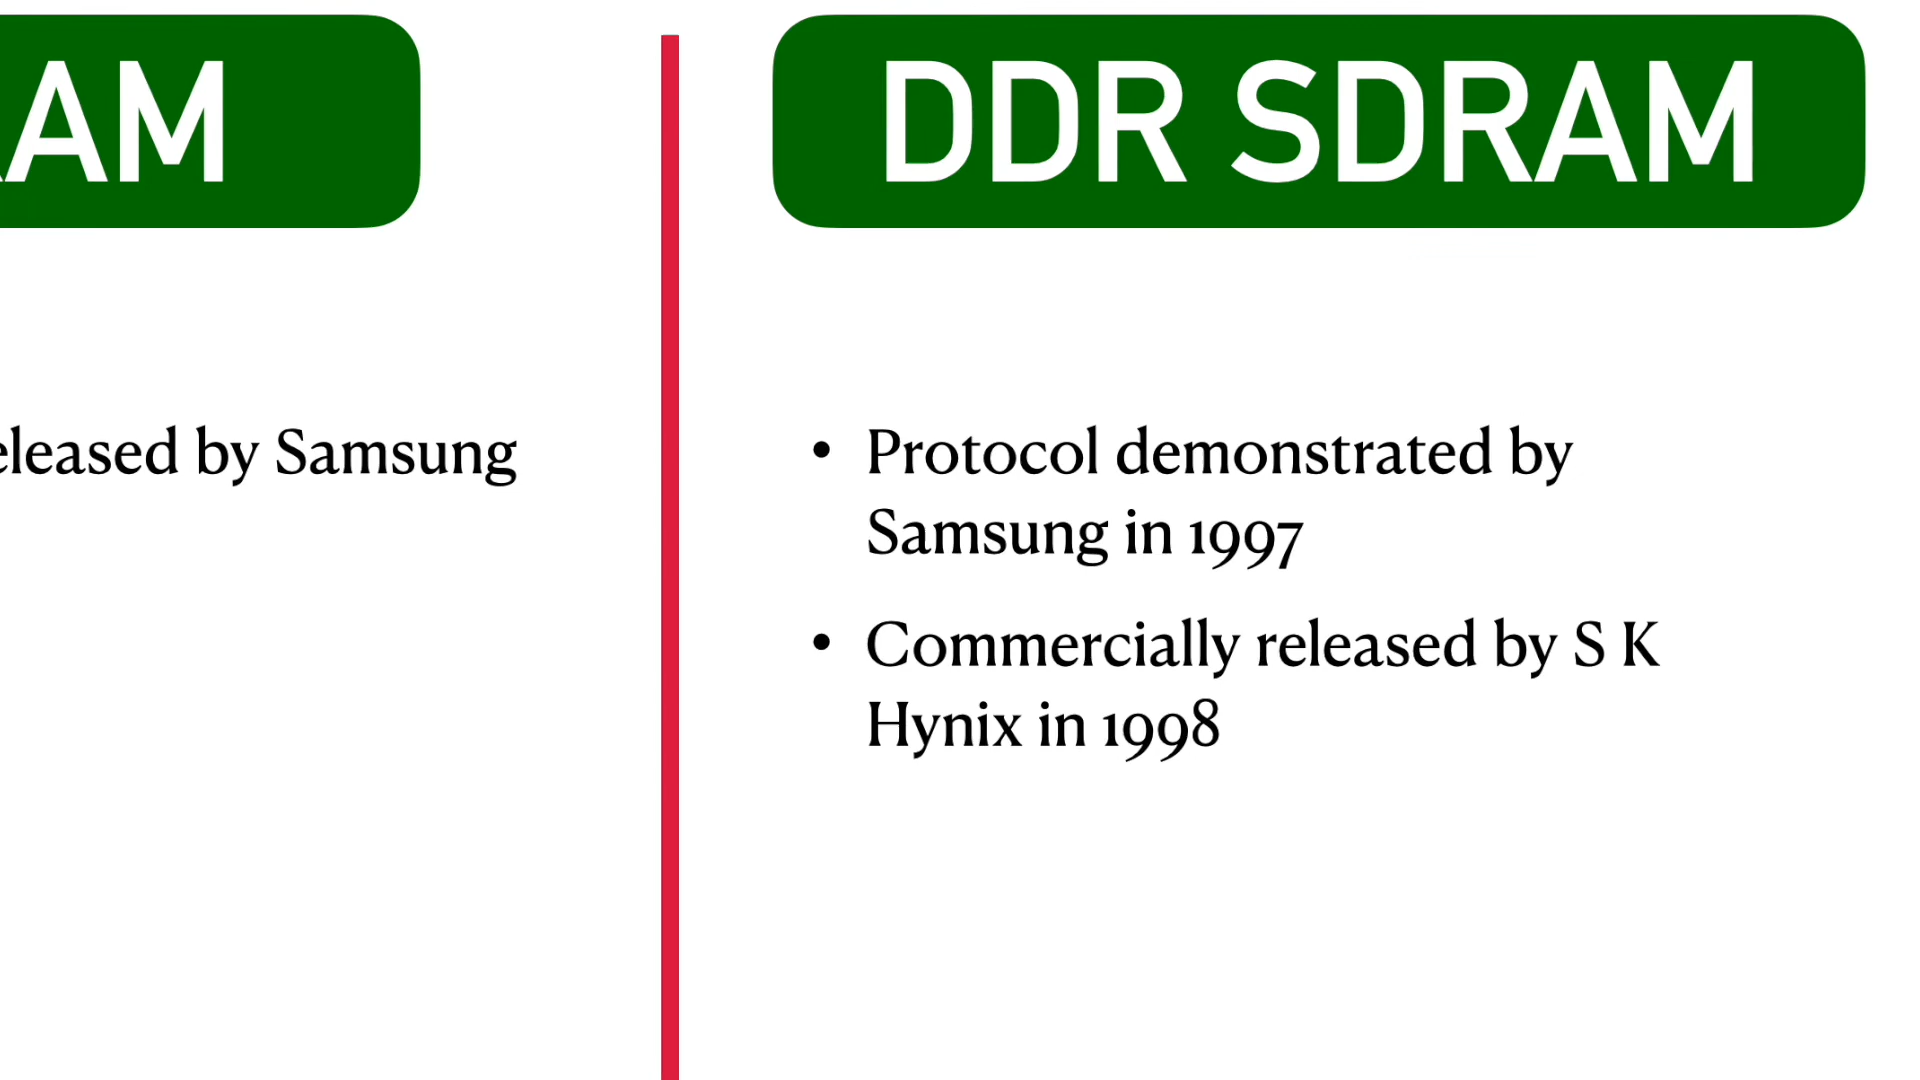 AM
DDR SDRAM
eleased by Samsung
• Protocol demonstrated by
Samsung in 1997
• Commercially released by S K
Hynix in 1998